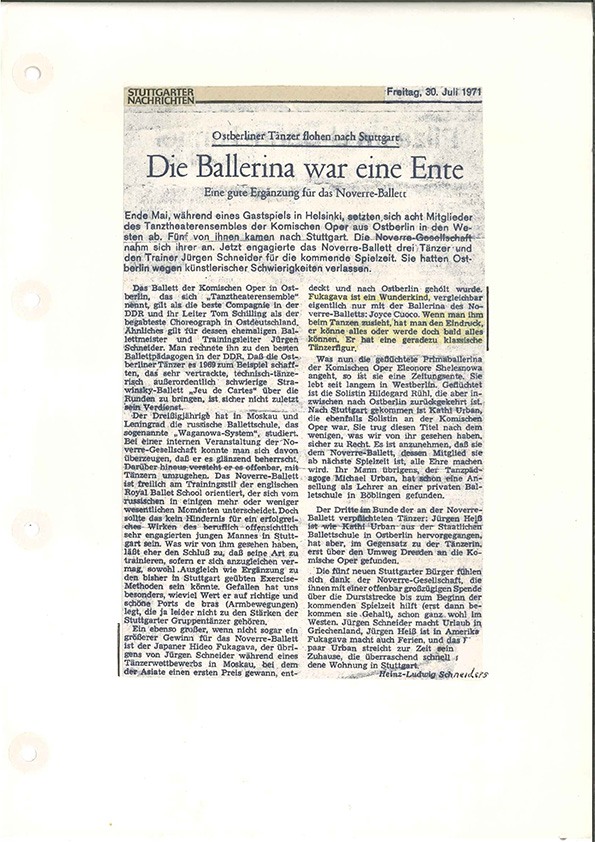 STUTTGARTER
NACHRICHTEN
Freitag, 30. Juli 1971
Ostberliner Tänzer flohen nach Stuttgart
Die Ballerina war eine Ente
Eine gute Ergänzung für das Noverre-Ballett
Ende Mai, während eines Gastspiels in Helsinki, setzten sich acht Mitglieder
des Tanztheaterensembles der Komischen Oper aus Ostberlin in den We-
sten ab. Fünf von ihnen kamen nach Stuttgart. Die Noverre-Gesellschaft
nahm sich ihrer an. Jetzt engagierte das Noverre-Ballett drei Tänzer und
den Trainer Jürgen Schneider für die kommende Spielzeit. Sie hatten Ost-
berlin wegen künstlerischer Schwierigkeiten verlassen.
Das Ballett der Komischen Oper in Ost-
berlin, das sich „Tanztheaterensemble"
nennt, gilt als die beste Compagnie in der
DDR und ihr Leiter Tom Schilling als der
begabteste Choreograph in Ostdeutschland.
Ähnliches gilt für dessen ehemaligen Bal-
lettmeister und Trainingsleiter Jürgen
Schneider. Man rechnete ihn zu den besten
Ballettpädagogen in der DDR. Daß die Ost-
berliner Tänzer es 1969 zum Beispiel schaff-
ten, das sehr vertrackte, technisch-tänze-
risch außerordentlich schwierige Stra-
winsky-Ballett „Jeu de Cartes" über die
Runden zu bringen, ist sicher nicht zuletzt
sein Verdienst.
Der Dreißigjährige hat in Moskau und
Leningrad die russische Ballettschule, das
sogenannte „Waganowa-System", studiert.
Bei einer internen Veranstaltung der No-
verre-Gesellschaft konnte man sich davon
überzeugen, daß er es glänzend beherrscht.
Darüber hinaus versteht er es offenbar, mit
Tänzern umzugehen. Das Noverre-Ballett
ist freilich am Trainingsstil der englischen
Royal Ballet School orientiert, der sich vom
russischen in einigen mehr oder weniger
wesentlichen Momenten unterscheidet. Doch
sollte das kein Hindernis für ein erfolgrei-
ches Wirken des beruflich offensichtlich
sehr engagierten jungen Mannes in Stutt-
gart sein. Was wir von ihm gesehen haben,
läßt eher den Schluß zu, daß seine Art zu
trainieren, sofern er sich anzugleichen ver-
mag, sowohl Ausgleich wie Ergänzung zu
den bisher in Stuttgart geübten Exercise-
Methoden sein könnte. Gefallen hat uns
besonders, wieviel Wert er auf richtige und
schöne Ports de bras (Armbewegungen)
legt, die ja leider nicht zu den Stärken der
Stuttgarter Gruppentänzer gehören.
Ein ebenso großer, wenn nicht sogar ein
größerer Gewinn für das Noverre-Ballett
ist der Japaner Hideo Fukagava, der übri-
gens von Jürgen Schneider während eines
Tänzerwettbewerbs in Moskau, bei dem
der Asiate einen ersten Preis gewann, ent-
deckt und nach Ostberlin geholt wurde.
Fukagava ist ein Wunderkind, vergleichbar
eigentlich nur mit der Ballerina des No-
verre-Balletts: Joyce Cuoco. Wenn man ihm
beim Tanzen zusieht, hat man den Eindruck,
er könne alles oder werde doch bald alles
können. Er hat eine geradezu klassische
Tänzerfigur.
Was nun die geflüchtete Primaballerina
der Komischen Oper Eleonore Shelesnowa
angeht, so ist sie eine Zeitungsente. Sie
lebt seit langem in Westberlin. Geflüchtet
ist die Solistin Hildegard Rühl, die aber in-
zwischen nach Ostberlin zurückgekehrt ist.
Nach Stuttgart gekommen ist Kathi Urban,
die ebenfalls Solistin an der Komischen
Oper war. Sie trug diesen Titel nach dem
wenigen, was wir von ihr gesehen haben,
sicher zu Recht. Es ist anzunehmen, daß sie
dem Noverre-Ballett, dessen Mitglied sie
ab nächste Spielzeit ist, alle Ehre machen
wird. Ihr Mann übrigens, der Tanzpäd-
agoge Michael Urban, hat schon eine An-
sellung als Lehrer an einer privaten Bal-
letschule in Böblingen gefunden.
Der Dritte im Bunde der an der Noverre-
Ballett verpflichteten Tänzer: Jürgen Heiß
ist wie Kathi Urban aus der Staatlichen
Ballettschule in Ostberlin hervorgegangen,
hat aber, im Gegensatz zu der Tänzerin,
erst über den Umweg Dresden an die Ko-
mische Oper gefunden.
Die fünf neuen Stuttgarter Bürger fühlen
sich dank der Noverre-Gesellschaft, die
ihnen mit einer offenbar großzügigen Spende
über die Durststrecke bis zum Beginn der
kommenden Spielzeit hilft (erst dann be-
kommen sie Gehalt), schon ganz wohl im
Westen. Jürgen Schneider macht Urlaub in
Griechenland, Jürgen Heiß ist in Amerika
Fukagava macht auch Ferien, und das
paar Urban streicht zur Zeit sein
Zuhause, die überraschend schnell
dene Wohnung in Stuttgart.
Heinz-Ludwig Schneiders